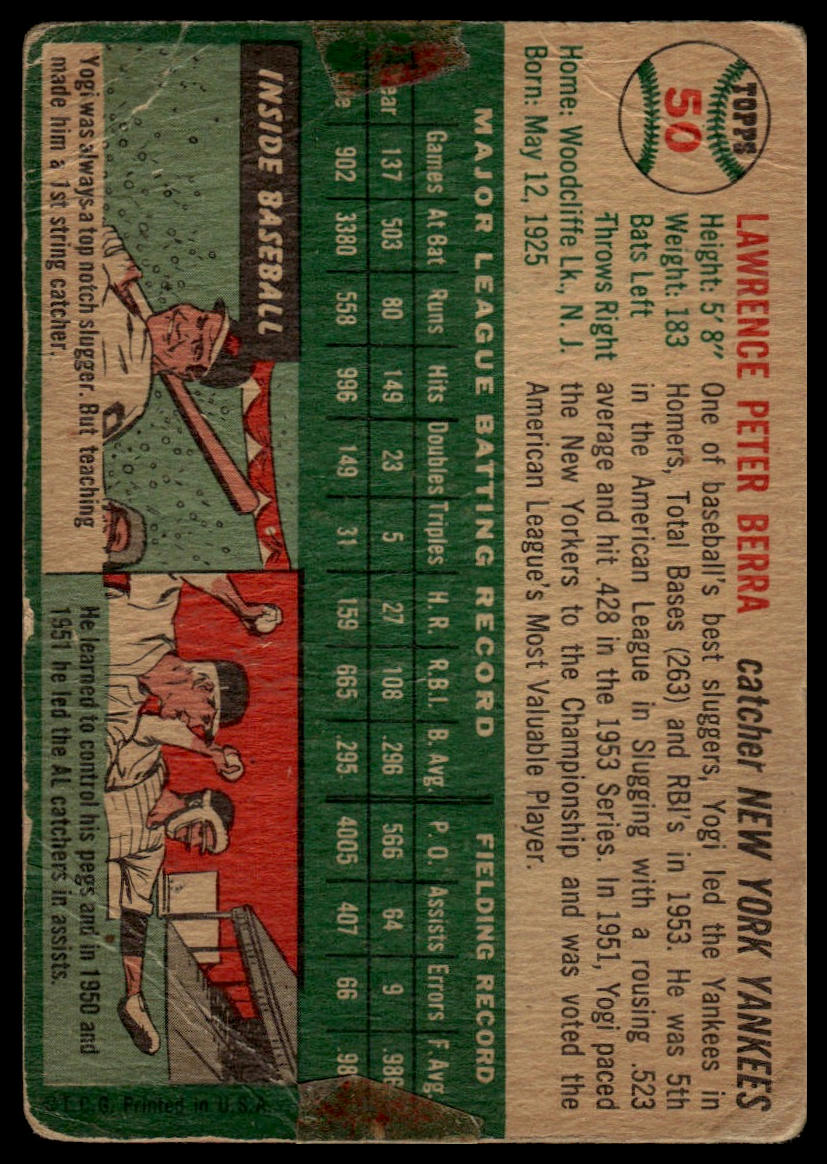 TOPPS
50
LAWRENCE PETER BERRA catcher NEW YORK YANKEES
Height: 5' 8"
Weight: 183
Bats Left
Throws Right
Home: Woodcliffe Lk., N. J.
Born: May 12, 1925
One of baseball's best sluggers, Yogi led the Yankees in
Homers, Total Bases (263) and RBI's in 1953. He was 5th
in the American League in Slugging with a rousing .523
average and hit .428 in the 1953 Series. In 1951, Yogi paced
the New Yorkers to the Championship and was voted the
American League's Most Valuable Player.
MAJOR LEAGUE BATTING RECORD FIELDING RECORD
Games At Bat Runs Hits Doubles Triples H. R. R.B.I. B. Avg. P. O. Assists Errors F. Avg.
ear 137 503 80 149 23 5 27 108 .296 566 64 9 .986
e 902 3380 558 996 149 31 159 665 .295 4005 407 66 .98
INSIDE BASEBALL
Yogi was always a top notch slugger. But teaching
made him a 1st string catcher.
He learned to control his pegs and in 1950 and
1951 he led the AL catchers in assists.
©T.C.G. Printed in U.S.A.